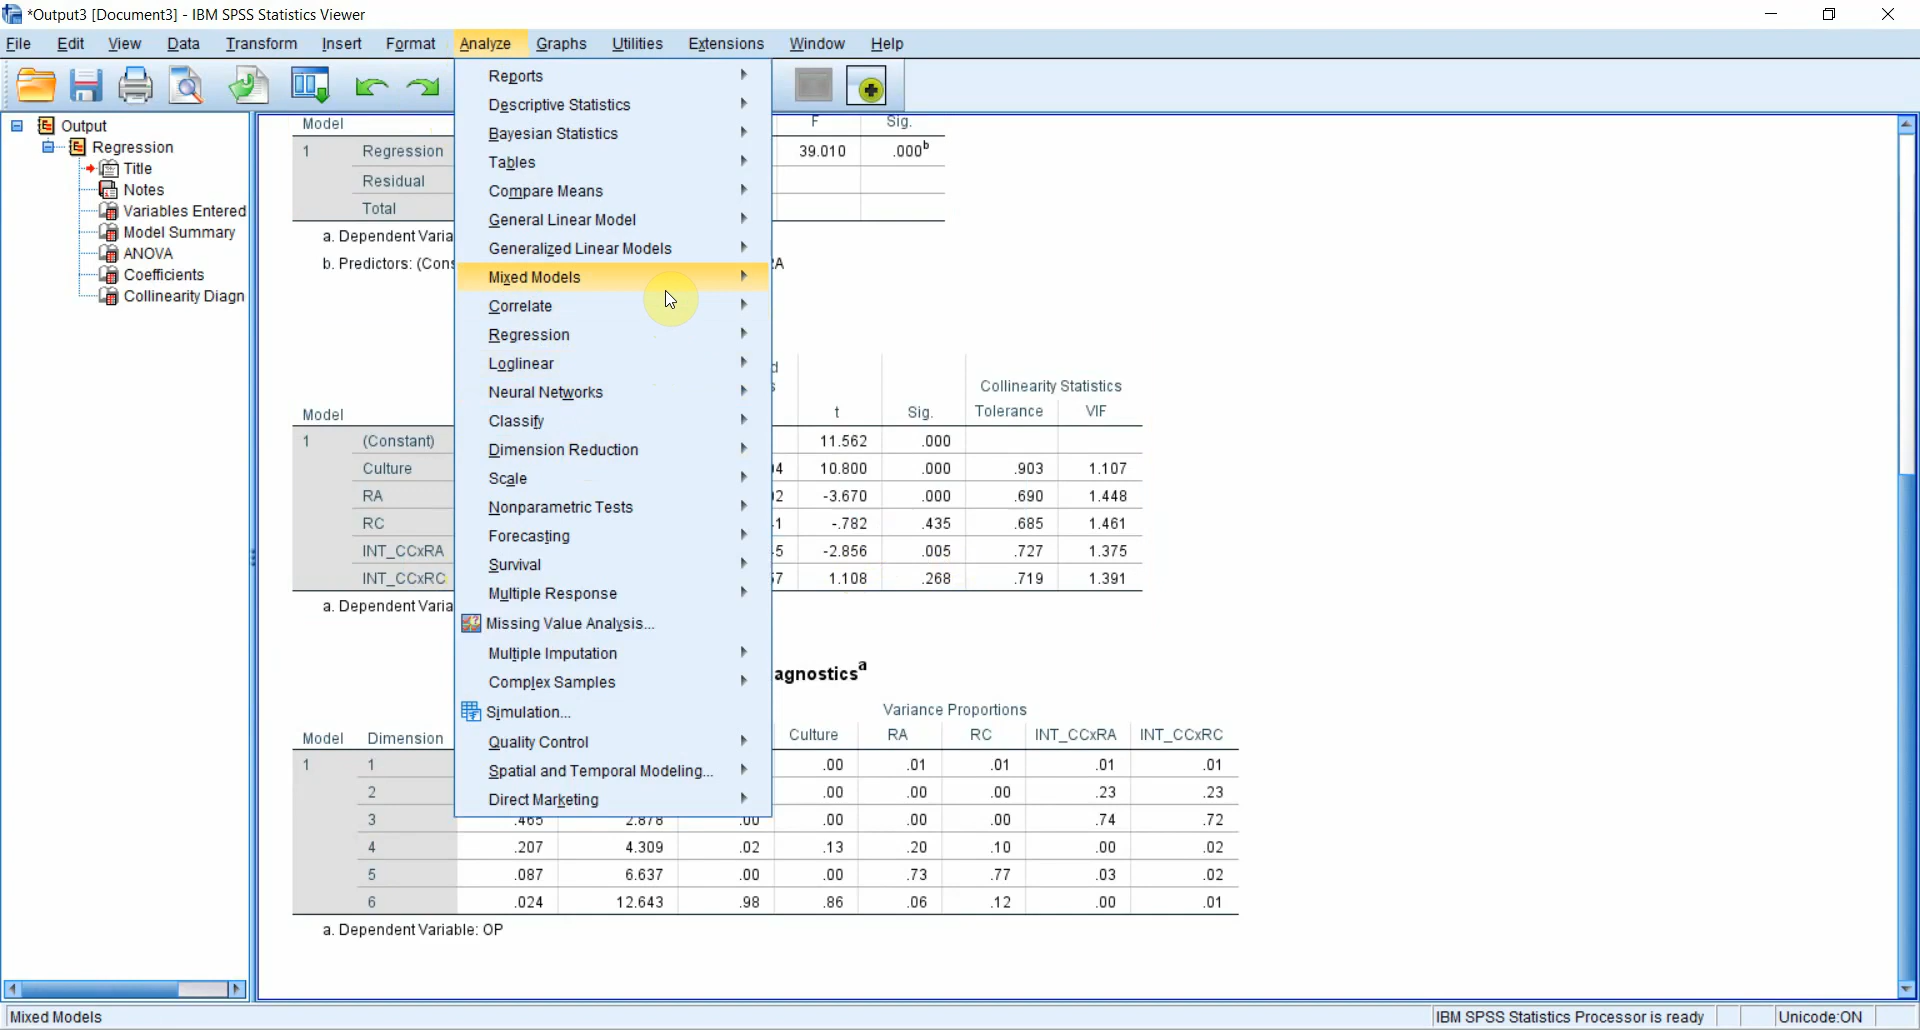 *Output3 [Document3] - IBM SPSS Statistics Viewer
File Edit View Data Transform Insert Format Analyze Graphs Utilities Extensions Window Help
Output
Regression
Title
Notes
Variables Entered
Model Summary
ANOVA
Coefficients
Collinearity Diagn
Reports
Descriptive Statistics
Bayesian Statistics
Tables
Compare Means
General Linear Model
Generalized Linear Models
Mixed Models
Correlate
Regression
Loglinear
Neural Networks
Classify
Dimension Reduction
Scale
Nonparametric Tests
Forecasting
Survival
Multiple Response
Missing Value Analysis...
Multiple Imputation
Complex Samples
Simulation...
Quality Control
Spatial and Temporal Modeling...
Direct Marketing
Model F Sig.
1 Regression 39.010 .000b
Residual
Total
a. Dependent Varia
b. Predictors: (Cons
Collinearity Statistics
Model t Sig. Tolerance VIF
1 (Constant) 11.562 .000
Culture 10.800 .000 .903 1.107
RA -3.670 .000 .690 1.448
RC -.782 .435 .685 1.461
INT_CCxRA -2.856 .005 .727 1.375
INT_CCxRC 1.108 .268 .719 1.391
a. Dependent Varia
agnosticsa
Variance Proportions
Model Dimension Culture RA RC INT_CCxRA INT_CCxRC
1 1 .00 .01 .01 .01 .01
2 .00 .00 .00 .23 .23
3 .465 2.878 .00 .00 .00 .00 .74 .72
4 .207 4.309 .02 .13 .20 .10 .00 .02
5 .087 6.637 .00 .00 .73 .77 .03 .02
6 .024 12.643 .98 .86 .06 .12 .00 .01
a. Dependent Variable: OP
Mixed Models
IBM SPSS Statistics Processor is ready
Unicode:ON